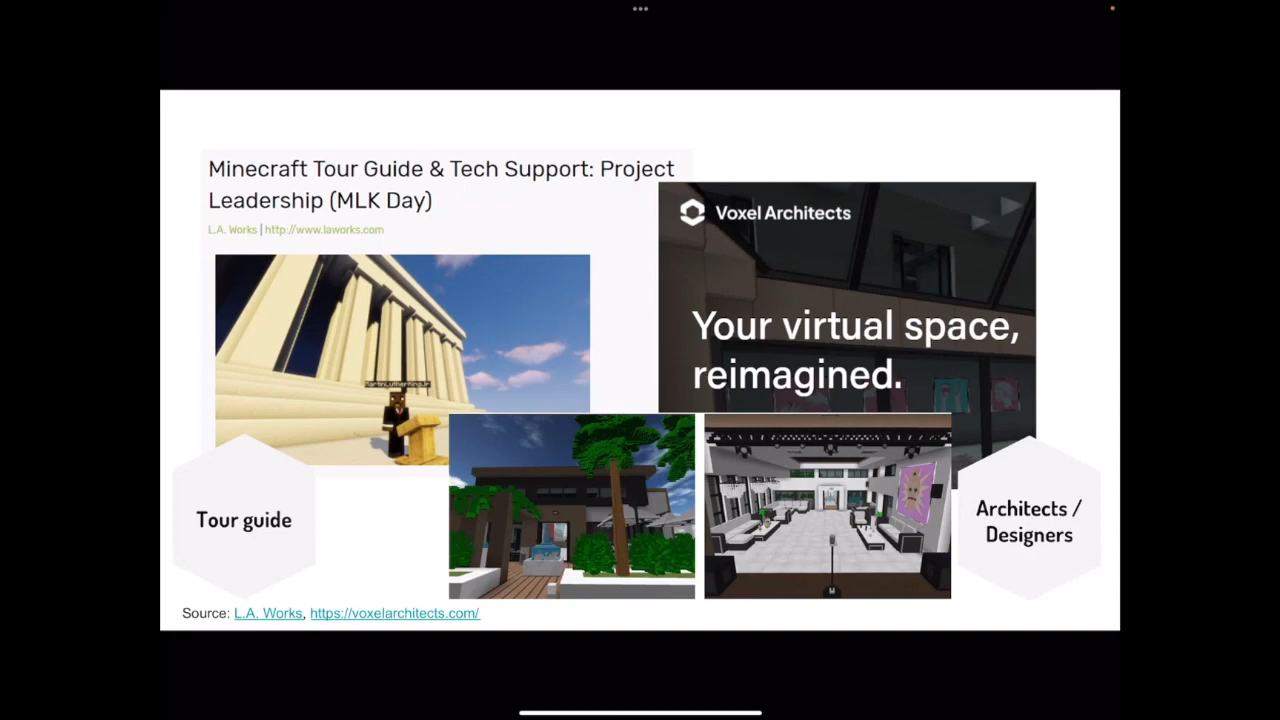 Minecraft Tour Guide & Tech Support: Project
Leadership (MLK Day)
L.A. Works | http://www.laworks.com
MartinLutherKingJr
Voxel Architects
Your virtual space,
reimagined.
Tour guide
Architects /
Designers
Source: L.A. Works, https://voxelarchitects.com/